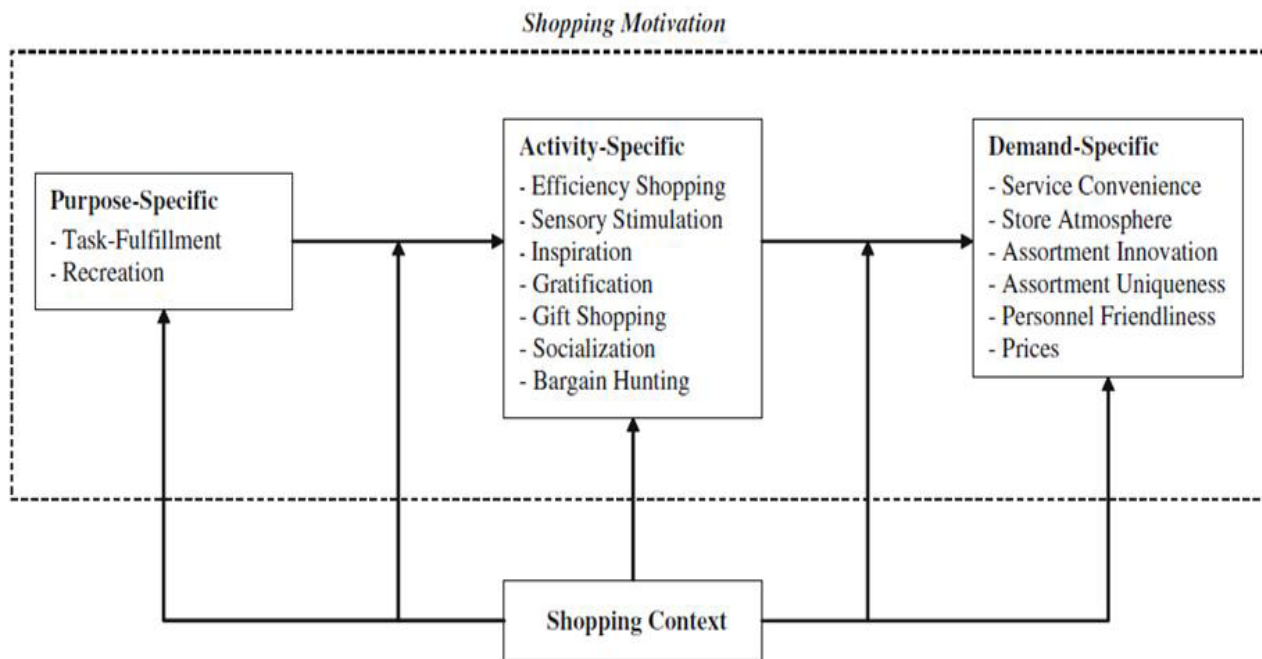 Shopping Motivation
Purpose-Specific
- Task-Fulfillment
- Recreation
Activity-Specific
- Efficiency Shopping
- Sensory Stimulation
- Inspiration
- Gratification
- Gift Shopping
- Socialization
- Bargain Hunting
Demand-Specific
- Service Convenience
- Store Atmosphere
- Assortment Innovation
- Assortment Uniqueness
- Personnel Friendliness
- Prices
Shopping Context